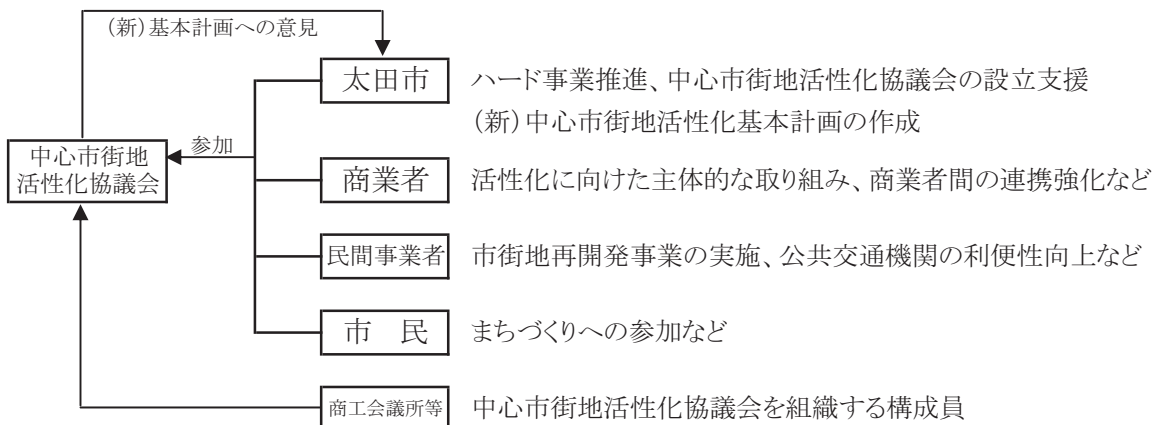 (新)基本計画への意見
太田市
ハード事業推進、中心市街地活性化協議会の設立支援
(新)中心市街地活性化基本計画の作成
参加
中心市街地
活性化協議会
商業者
活性化に向けた主体的な取り組み、商業者間の連携強化など
民間事業者
市街地再開発事業の実施、公共交通機関の利便性向上など
市 民
まちづくりへの参加など
商工会議所等
中心市街地活性化協議会を組織する構成員